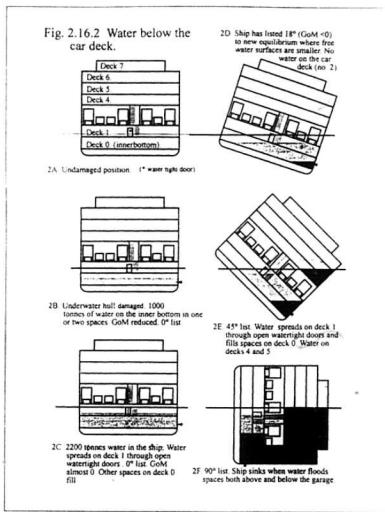 Fig. 2.16.2 Water below the
car deck.
Deck 7
Deck 6
Deck 5
Deck 4
Deck 1
Deck 0 (innerbottom)
2A Undamaged position. (* water tight door)
2B Underwater hull damaged. 1000
tonnes of water on the inner bottom in one
or two spaces GoM reduced. 0° list
2C 2200 tonnes water in the ship. Water
spreads on deck 1 through open
watertight doors. 0° list. GoM
almost 0 Other spaces on deck 0
fill
2D Ship has listed 18° (GoM <0)
to new equilibrium where free
water surfaces are smaller. No
water on the car
deck (no 2)
2E 45° list. Water spreads on deck 1
through open watertight doors and
fills spaces on deck 0 Water on
decks 4 and 5
2F 90° list. Ship sinks when water floods
spaces both above and below the garage